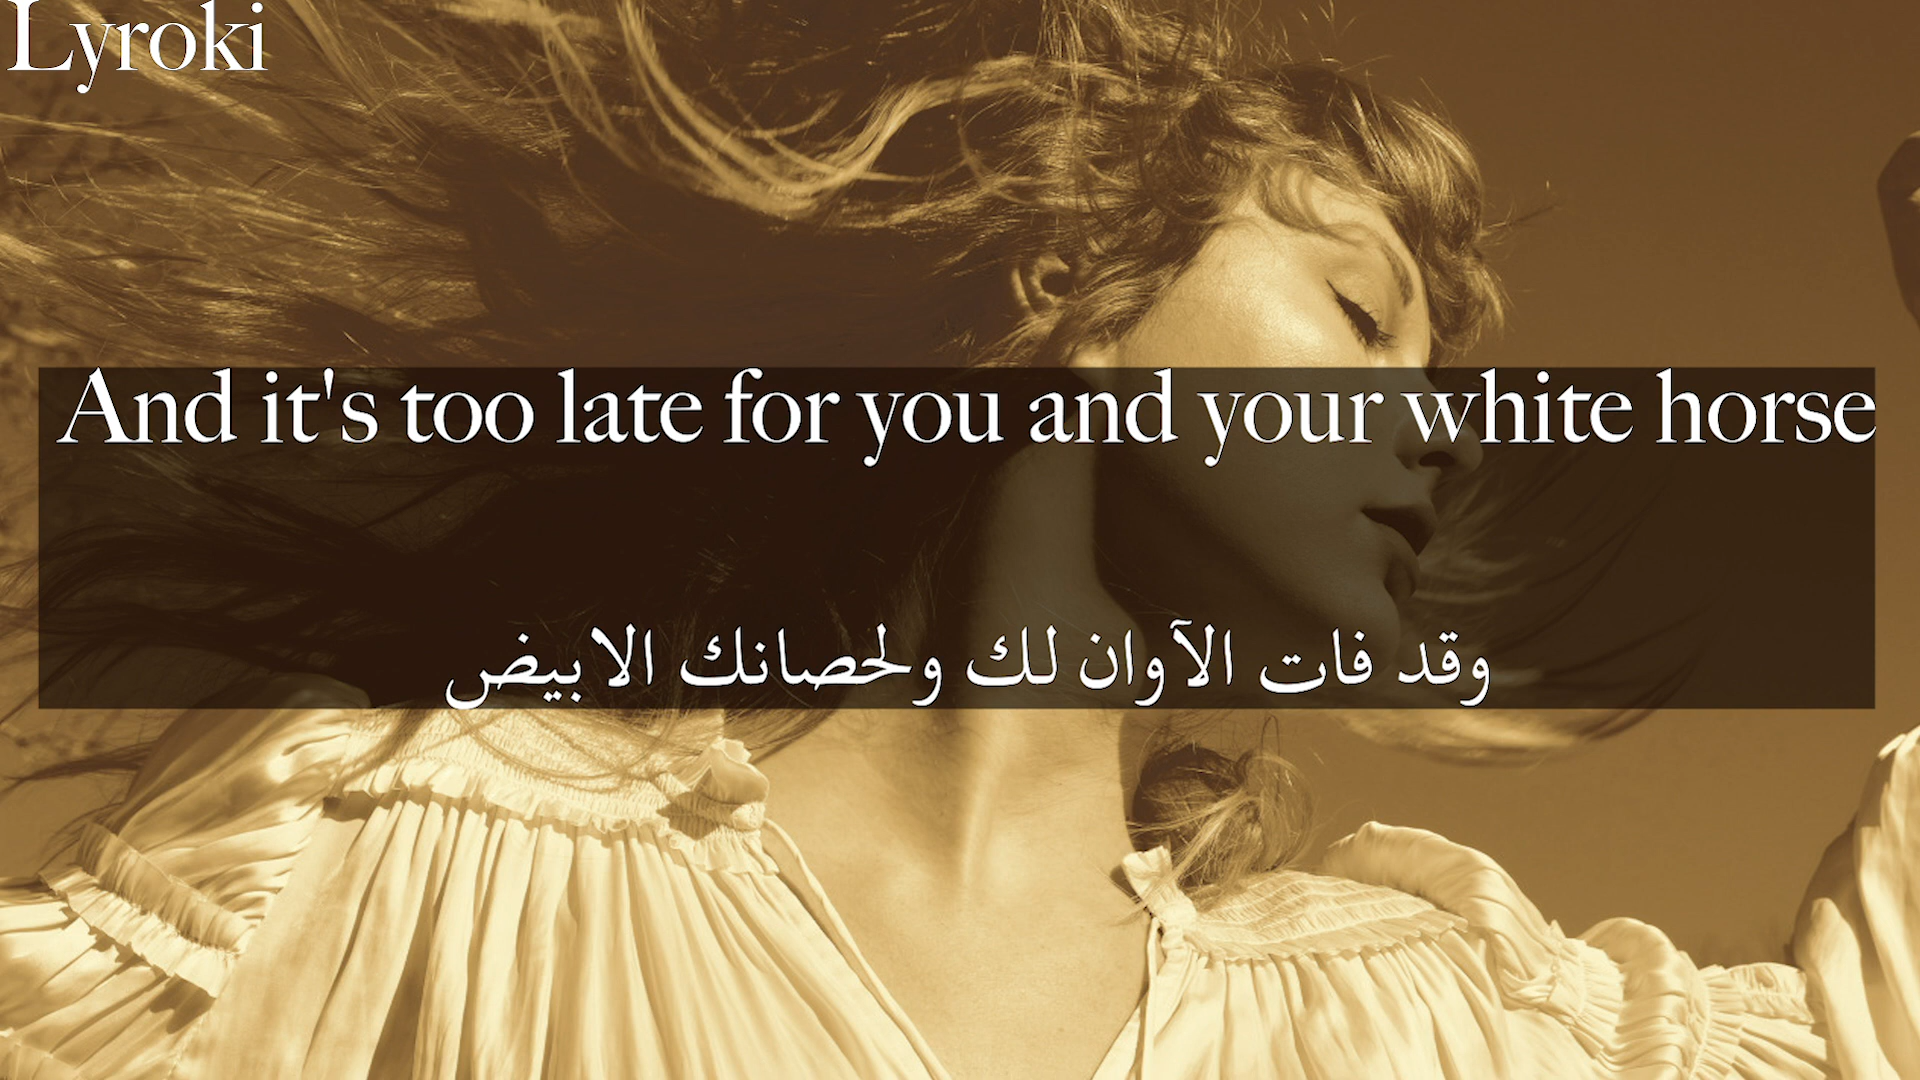 Lyroki
And it's too late for you and your white horse
وقد فات الآوان لك ولحصانك الابيض